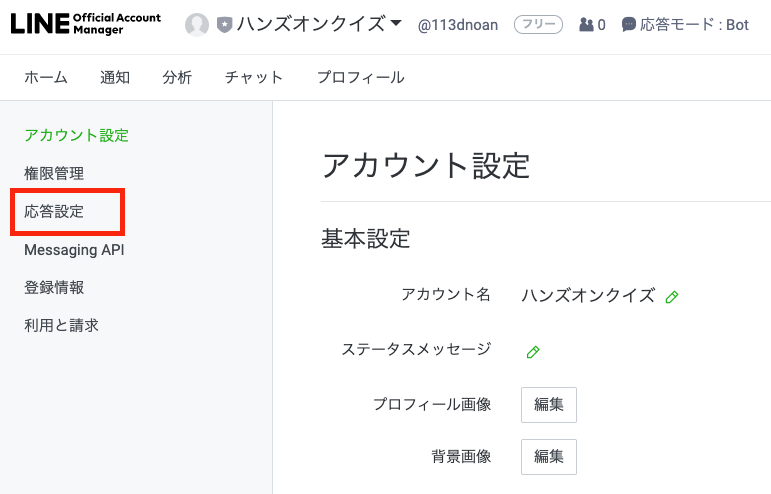 LINE Official Account Manager
ハンズオンクイズ @113dnoan フリー 0 応答モード : Bot
ホーム 通知 分析 チャット プロフィール
アカウント設定
権限管理
応答設定
Messaging API
登録情報
利用と請求
アカウント設定
基本設定
アカウント名 ハンズオンクイズ
ステータスメッセージ
プロフィール画像 編集
背景画像 編集